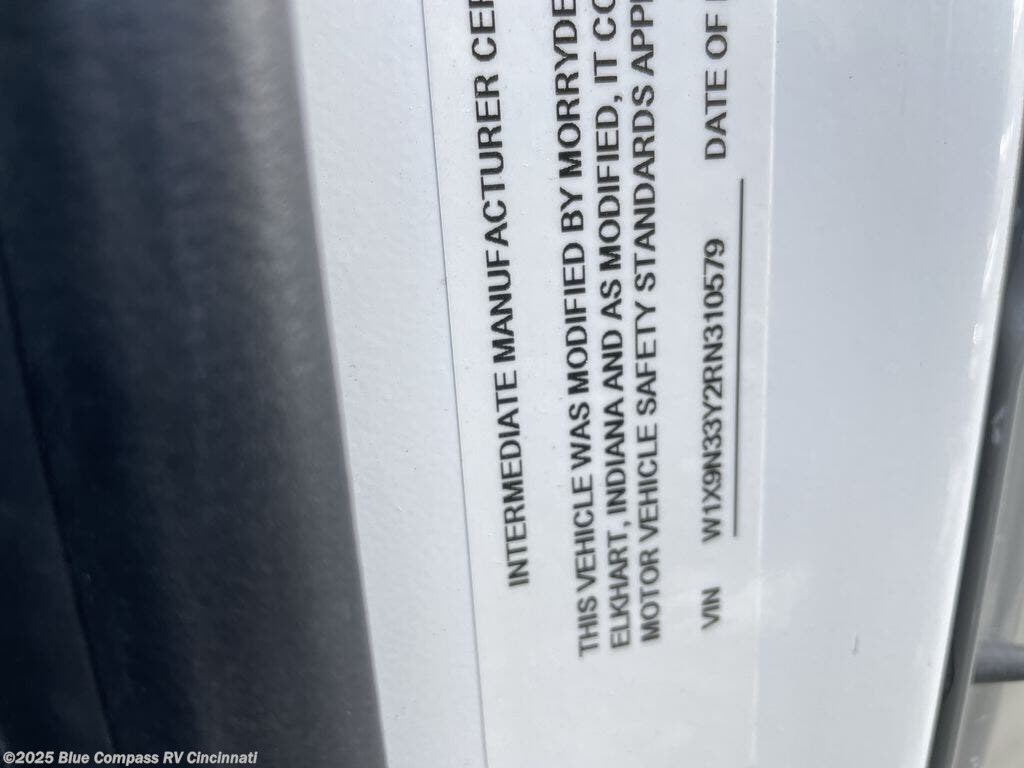 INTERMEDIATE MANUFACTURER CER
THIS VEHICLE WAS MODIFIED BY MORRYDE
ELKHART, INDIANA AND AS MODIFIED, IT CO
MOTOR VEHICLE SAFETY STANDARDS APPL
VIN W1X9N33Y2RN310579 DATE OF
©2025 Blue Compass RV Cincinnati